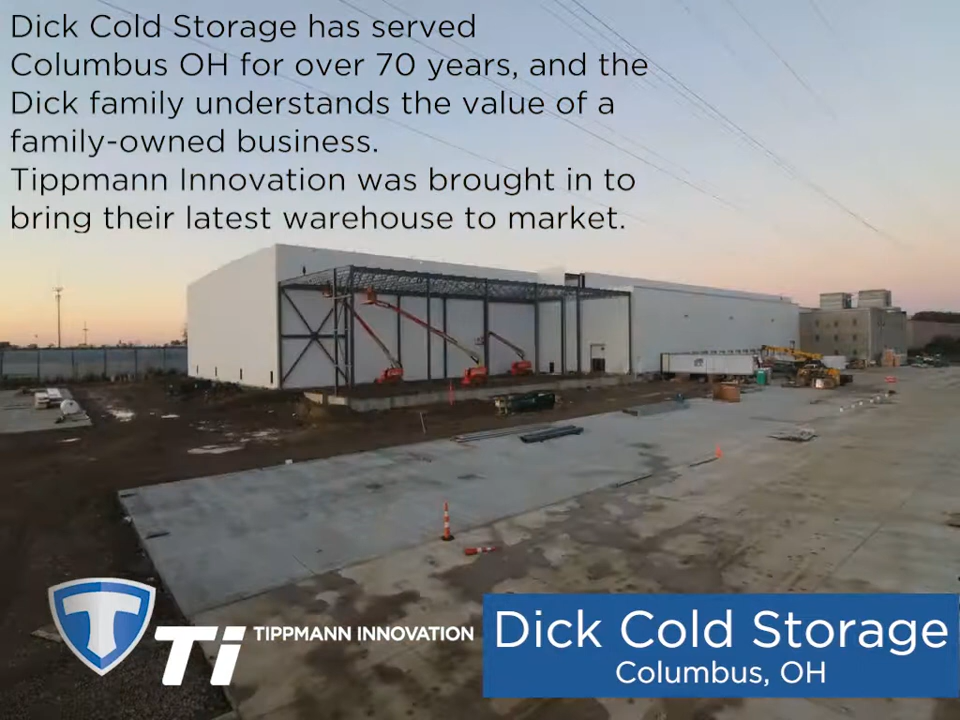 Dick Cold Storage has served
Columbus OH for over 70 years, and the
Dick family understands the value of a
family-owned business.
Tippmann Innovation was brought in to
bring their latest warehouse to market.
T
Ti TIPPMANN INNOVATION
Dick Cold Storage
Columbus, OH